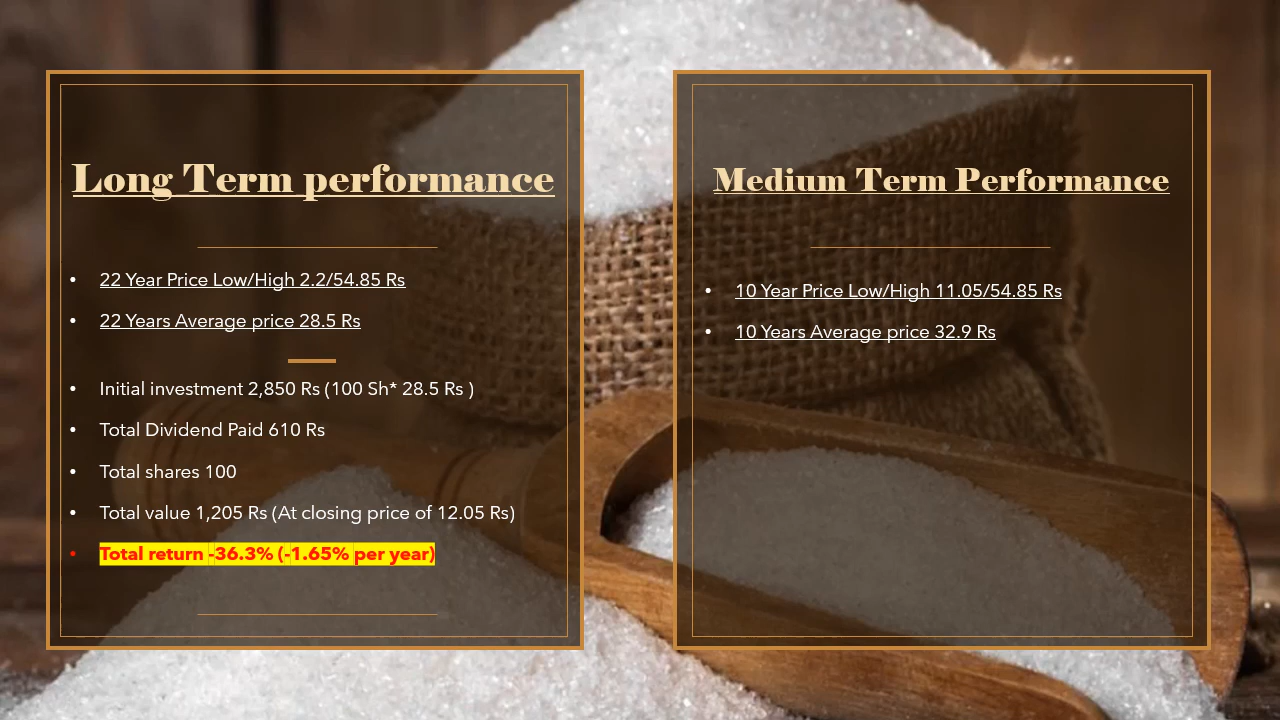 Long Term performance
• 22 Year Price Low/High 2.2/54.85 Rs
• 22 Years Average price 28.5 Rs
• Initial investment 2,850 Rs (100 Sh* 28.5 Rs )
• Total Dividend Paid 610 Rs
• Total shares 100
• Total value 1,205 Rs (At closing price of 12.05 Rs)
• Total return -36.3% (-1.65% per year)
Medium Term Performance
• 10 Year Price Low/High 11.05/54.85 Rs
• 10 Years Average price 32.9 Rs